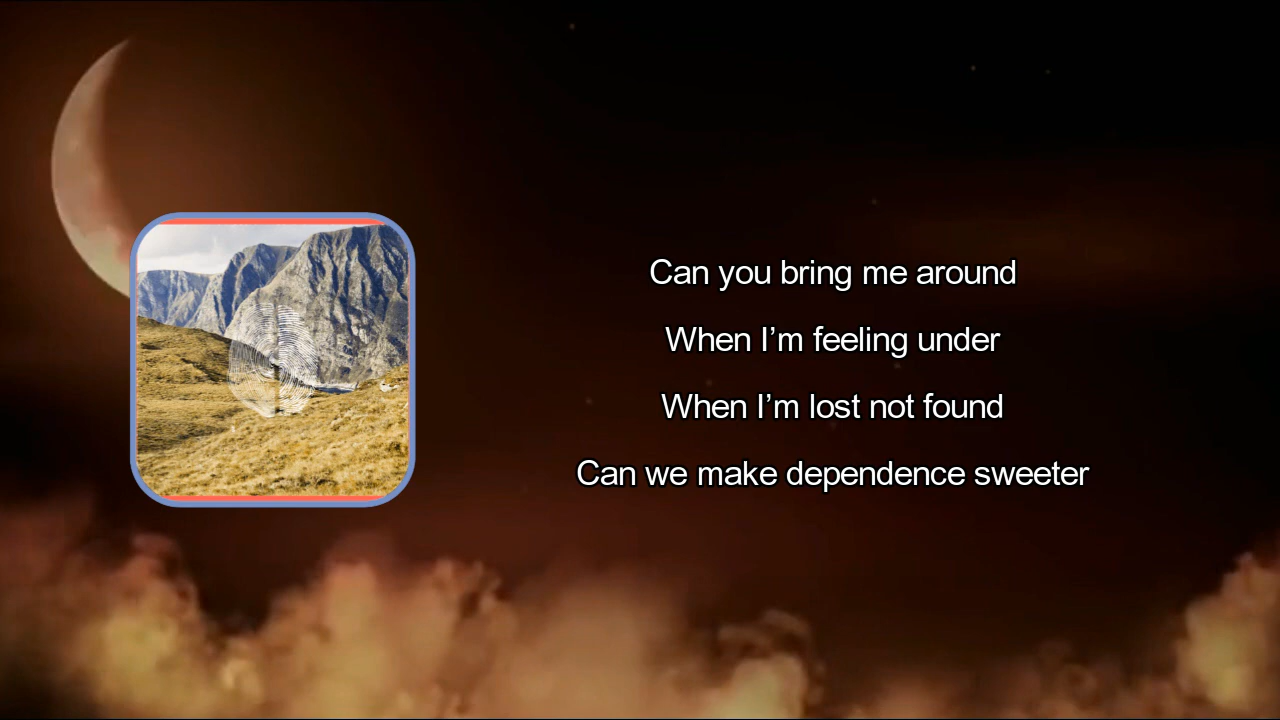 Can you bring me around
When I’m feeling under
When I’m lost not found
Can we make dependence sweeter